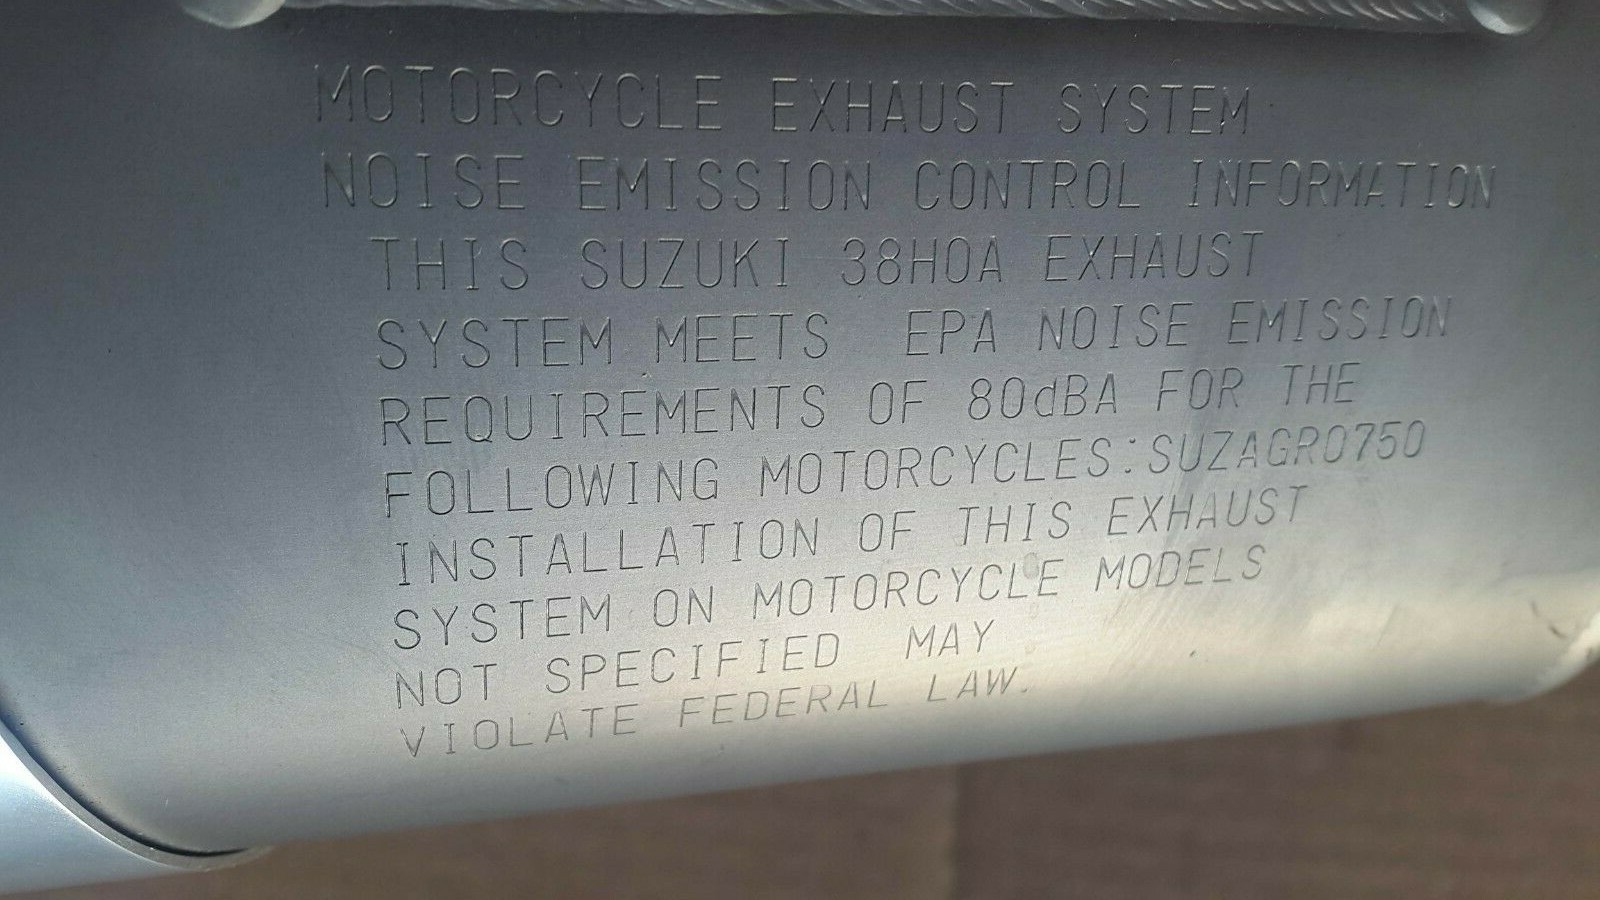 MOTORCYCLE EXHAUST SYSTEM
NOISE EMISSION CONTROL INFORMATION
THIS SUZUKI 38H0A EXHAUST
SYSTEM MEETS EPA NOISE EMISSION
REQUIREMENTS OF 80dBA FOR THE
FOLLOWING MOTORCYCLES:SUZAGR0750
INSTALLATION OF THIS EXHAUST
SYSTEM ON MOTORCYCLE MODELS
NOT SPECIFIED MAY
VIOLATE FEDERAL LAW.